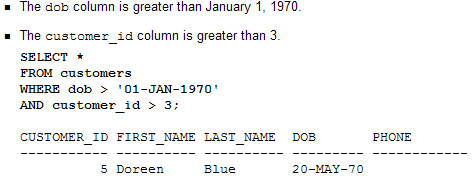 ▪ The dob column is greater than January 1, 1970.
▪ The customer_id column is greater than 3.
SELECT *
FROM customers
WHERE dob > '01-JAN-1970'
AND customer_id > 3;
CUSTOMER_ID FIRST_NAME LAST_NAME DOB PHONE
----------- ---------- ---------- --------- ------------
5 Doreen Blue 20-MAY-70